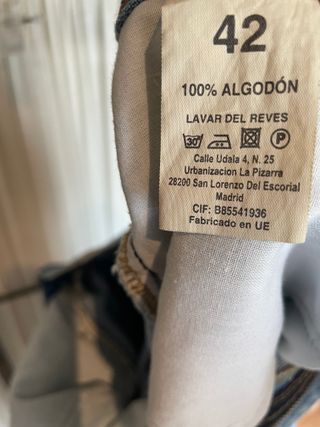 42
100% ALGODÓN
LAVAR DEL REVES
30° P
Calle Udala 4, N. 25
Urbanizacion La Pizarra
28200 San Lorenzo Del Escorial
Madrid
CIF: B85541936
Fabricado en UE